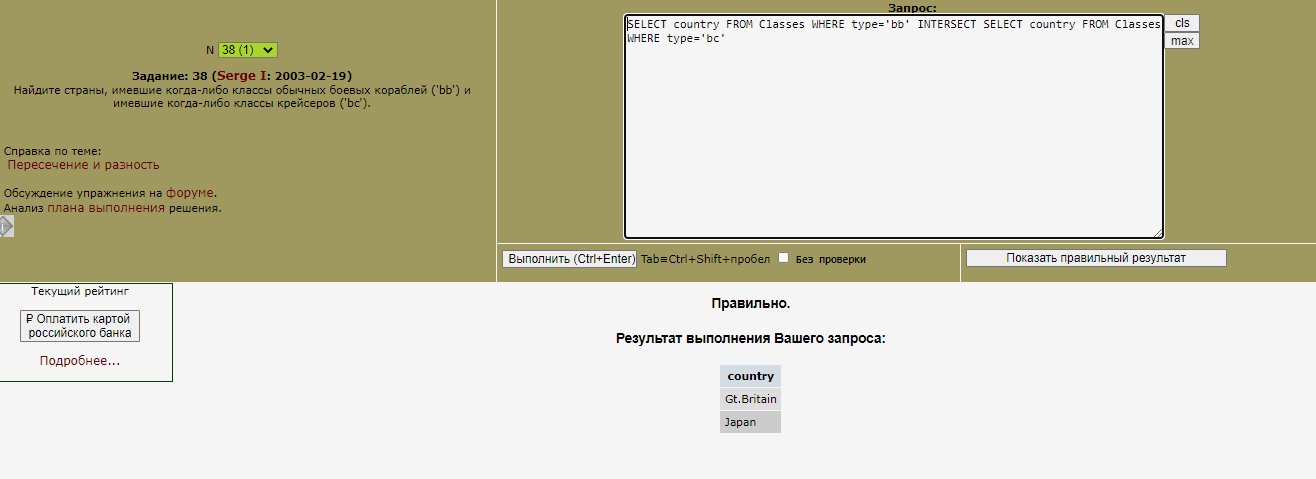 N 38 (1)
Задание: 38 (Serge I: 2003-02-19)
Найдите страны, имевшие когда-либо классы обычных боевых кораблей ('bb') и
имевшие когда-либо классы крейсеров ('bc').
Справка по теме:
Пересечение и разность
Обсуждение упражнения на форуме.
Анализ плана выполнения решения.
Запрос:
SELECT country FROM Classes WHERE type='bb' INTERSECT SELECT country FROM Classes
WHERE type='bc'
cls
max
Выполнить (Ctrl+Enter) Tab=Ctrl+Shift+пробел Без проверки
Показать правильный результат
Текущий рейтинг
₽ Оплатить картой
российского банка
Подробнее...
Правильно.
Результат выполнения Вашего запроса:
country
Gt.Britain
Japan